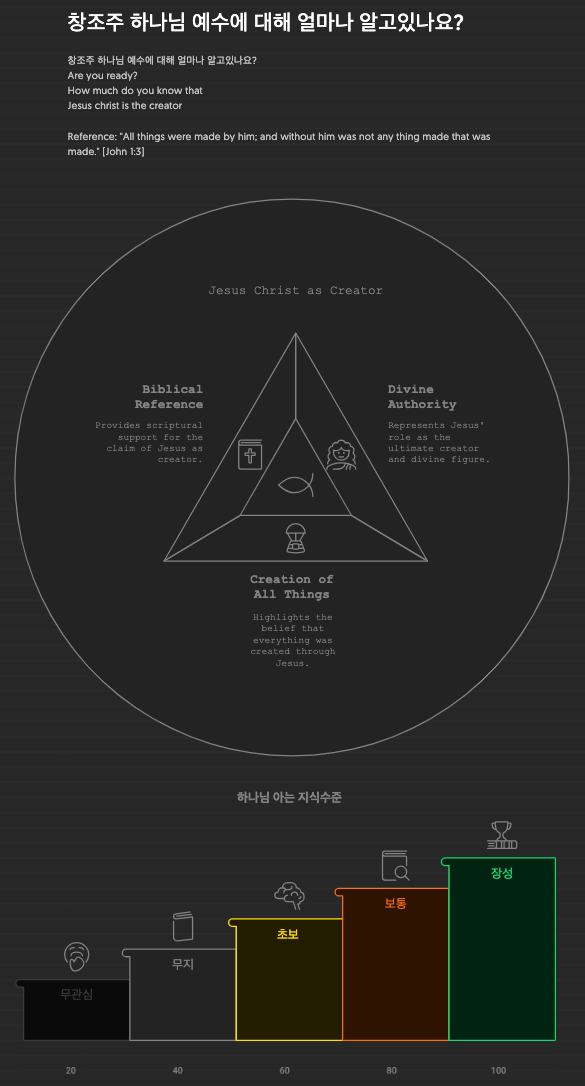 창조주 하나님 예수에 대해 얼마나 알고있나요?
창조주 하나님 예수에 대해 얼마나 알고있나요?
Are you ready?
How much do you know that
Jesus christ is the creator
Reference: "All things were made by him; and without him was not any thing made that was
made." [John 1:3]
Jesus Christ as Creator
Biblical
Reference
Provides scriptural
support for the
claim of Jesus as
creator.
Divine
Authority
Represents Jesus'
role as the
ultimate creator
and divine figure.
Creation of
All Things
Highlights the
belief that
everything was
created through
Jesus.
하나님 아는 지식수준
무관심
무지
초보
보통
장성
20
40
60
80
100